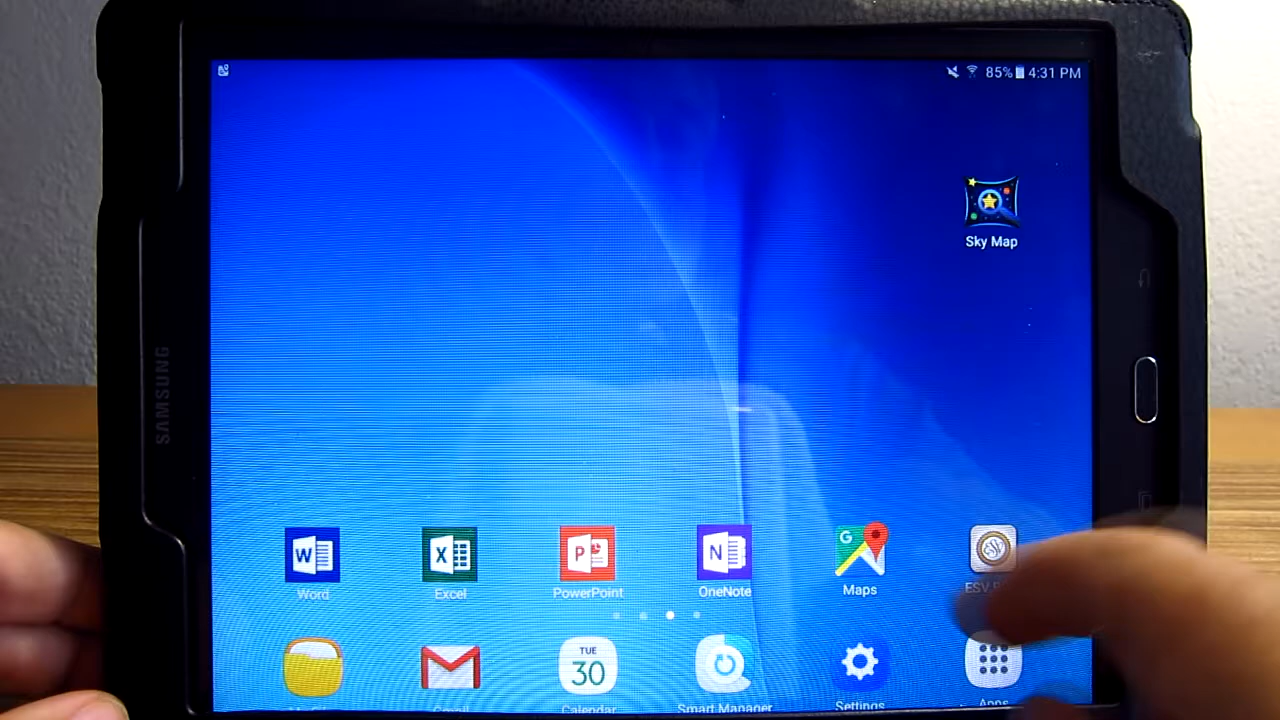 85% 4:31 PM
Sky Map
SAMSUNG
W X P N G
Word Excel PowerPoint OneNote Maps ESV
TUE
30
Gmail Calendar Smart Manager Settings Apps